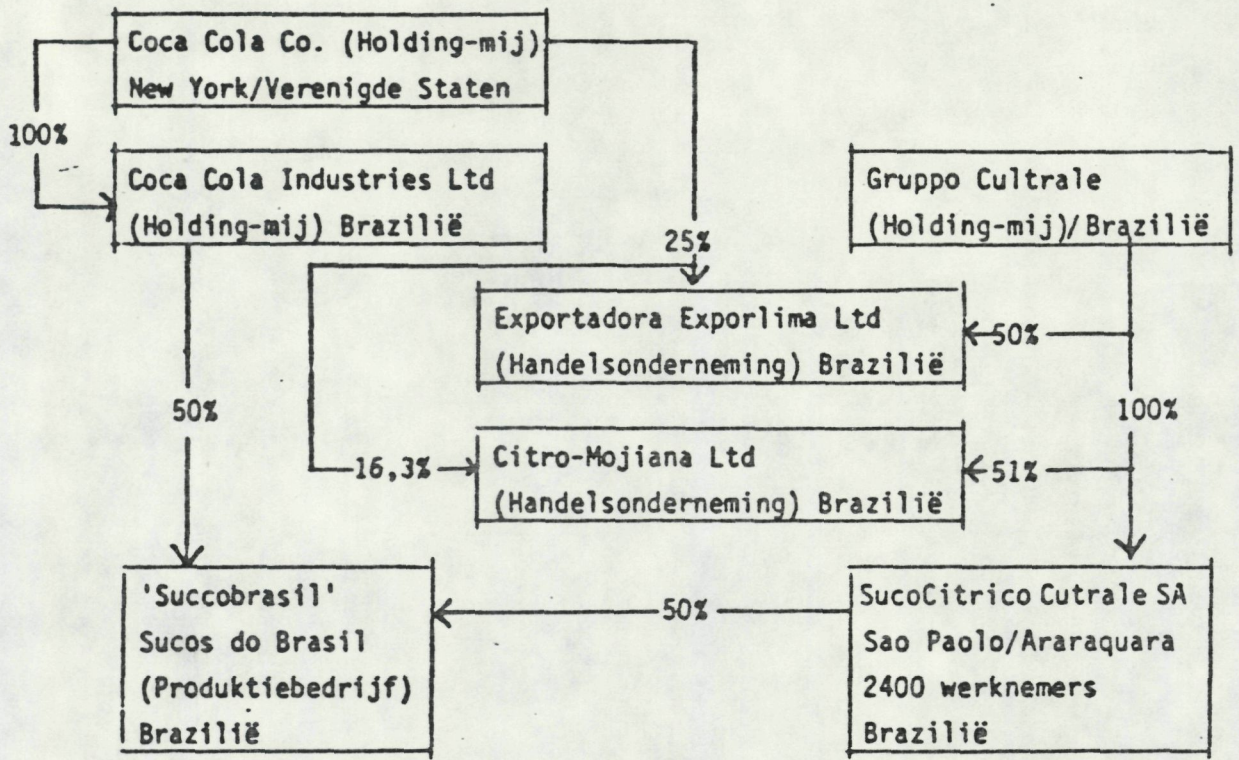 Coca Cola Co. (Holding-mij)
New York/Verenigde Staten
100%
Coca Cola Industries Ltd
(Holding-mij) Brazilië
Gruppo Cultrale
(Holding-mij)/Brazilië
25%
Exportadora Exporlima Ltd
(Handelsonderneming) Brazilië
50%
50%
100%
Citro-Mojiana Ltd
(Handelsonderneming) Brazilië
16,3%
51%
'Succobrasil'
Sucos do Brasil
(Produktiebedrijf)
Brazilië
50%
SucoCitrico Cutrale SA
Sao Paolo/Araraquara
2400 werknemers
Brazilië